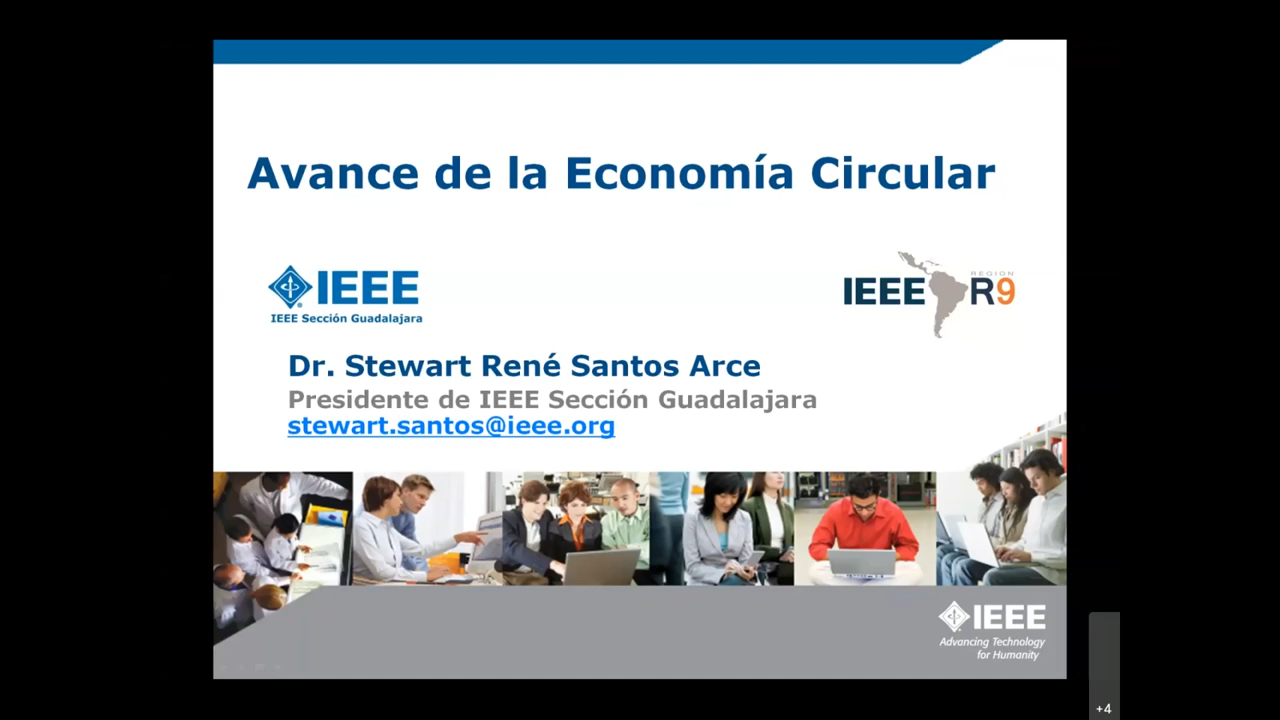 Avance de la Economía Circular
IEEE
IEEE Sección Guadalajara
REGION
IEEE R9
Dr. Stewart René Santos Arce
Presidente de IEEE Sección Guadalajara
stewart.santos@ieee.org
IEEE
Advancing Technology
for Humanity
+4